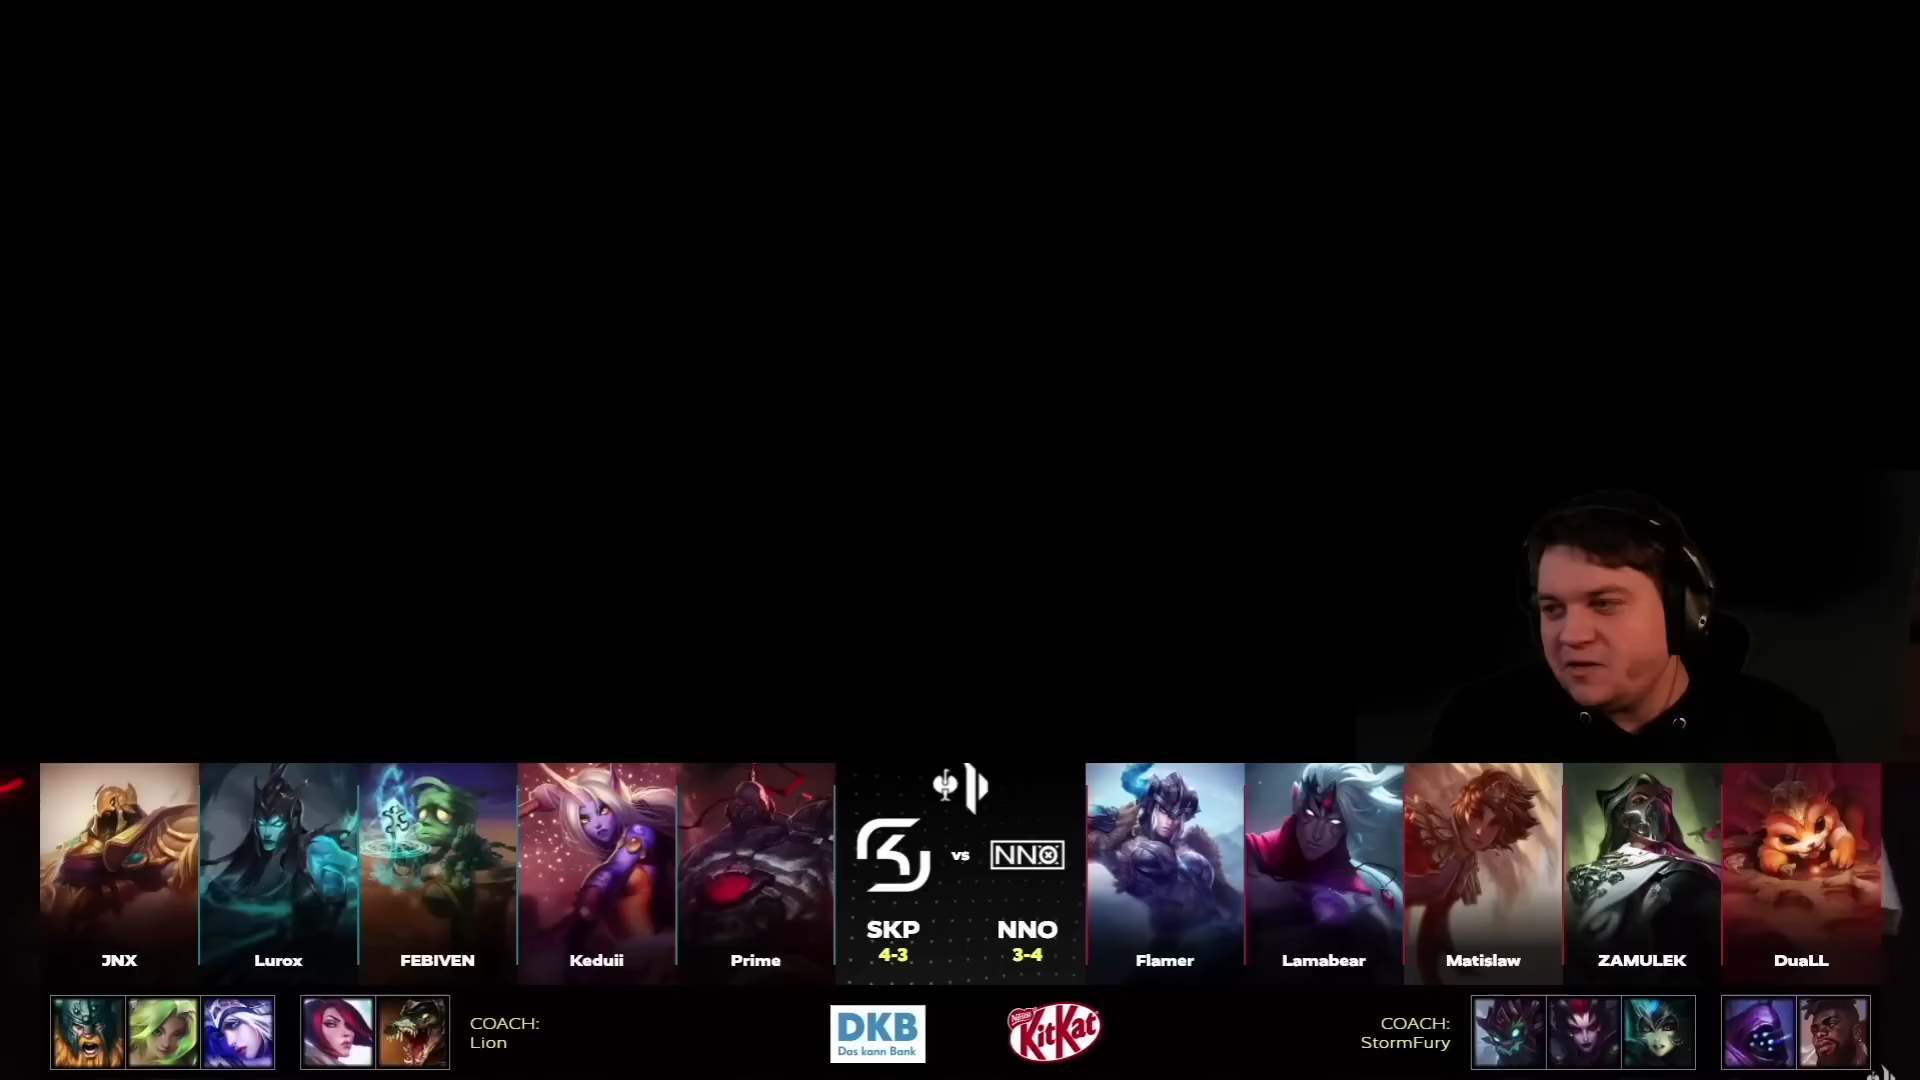 JNX
Lurox
FEBIVEN
Keduii
Prime
vs
NNO
SKP
NNO
4-3
3-4
Flamer
Lamabear
Matislaw
ZAMULEK
DuaLL
COACH:
Lion
DKB
Das kann Bank
Nestlé
KitKat
COACH:
StormFury